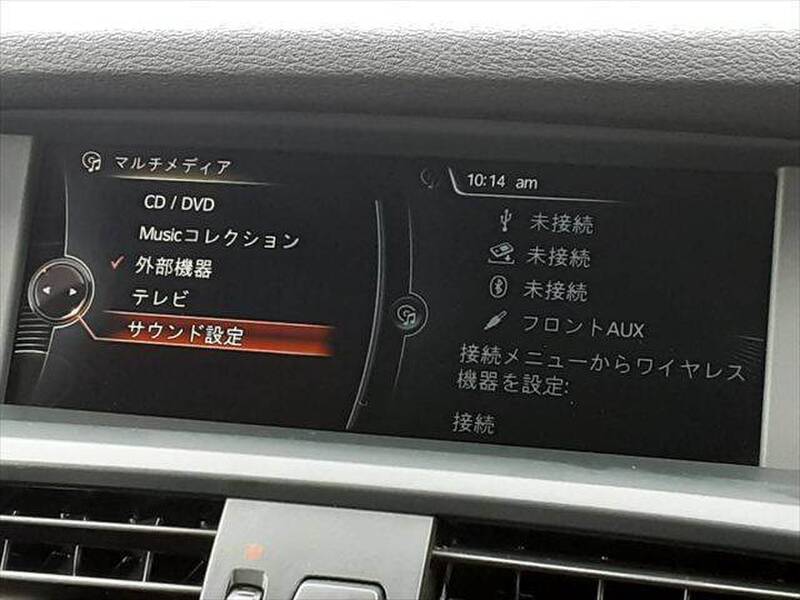 マルチメディア
CD / DVD
Musicコレクション
外部機器
テレビ
サウンド設定
10:14 am
未接続
未接続
未接続
フロントAUX
接続メニューからワイヤレス
機器を設定:
接続